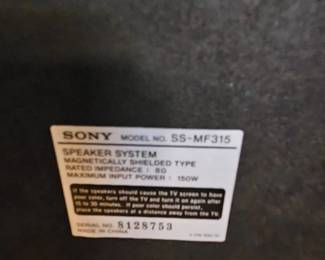 SONY MODEL NO. SS-MF315
SPEAKER SYSTEM
MAGNETICALLY SHIELDED TYPE
RATED IMPEDANCE : 8Ω
MAXIMUM INPUT POWER : 150W
If the speakers should cause the TV screen to have
poor color, turn off the TV and turn it on again after
15 to 30 minutes. If poor color should persist,
place the speakers at a distance away from the TV.
SERIAL NO. 8128753
MADE IN CHINA